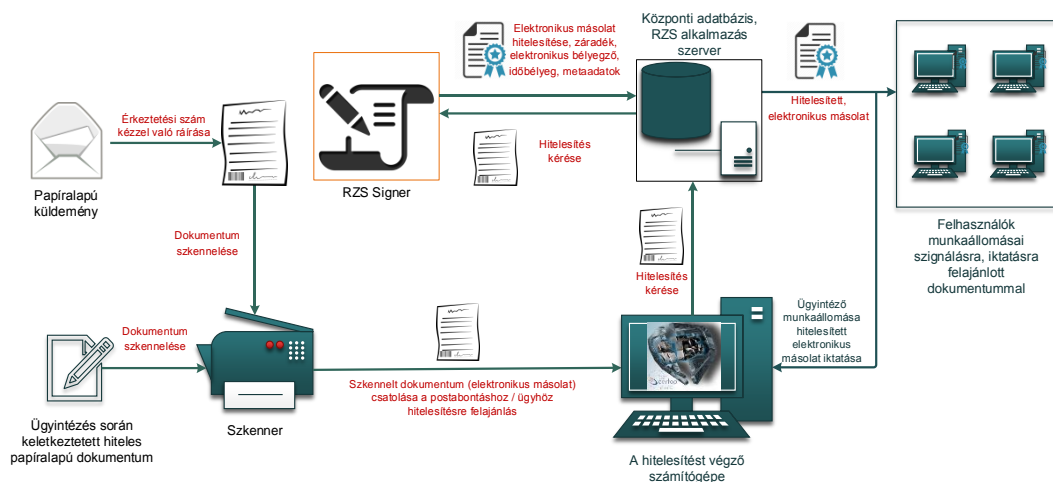 Elektronikus másolat
hitelesítése, záradék,
elektronikus bélyegző,
időbélyeg, metaadatok
Központi adatbázis,
RZS alkalmazás
szerver
Érkeztetési szám
kézzel való ráírása
Hitelesített,
elektronikus másolat
Hitelesítés
kérése
Papíralapú
küldemény
RZS Signer
Dokumentum
szkennelése
Hitelesítés
kérése
Felhasználók
munkaállomásai
szignálásra, iktatásra
felajánlott
dokumentummal
Dokumentum
szkennelése
Ügyintéző
munkaállomása
hitelesített
elektronikus
másolat iktatása
Szkennelt dokumentum (elektronikus másolat)
csatolása a postabontáshoz / ügyhöz
hitelesítésre felajánlás
Ügyintézés során
keletkeztetett hiteles
papíralapú dokumentum
Szkenner
A hitelesítést végző
számítógépe